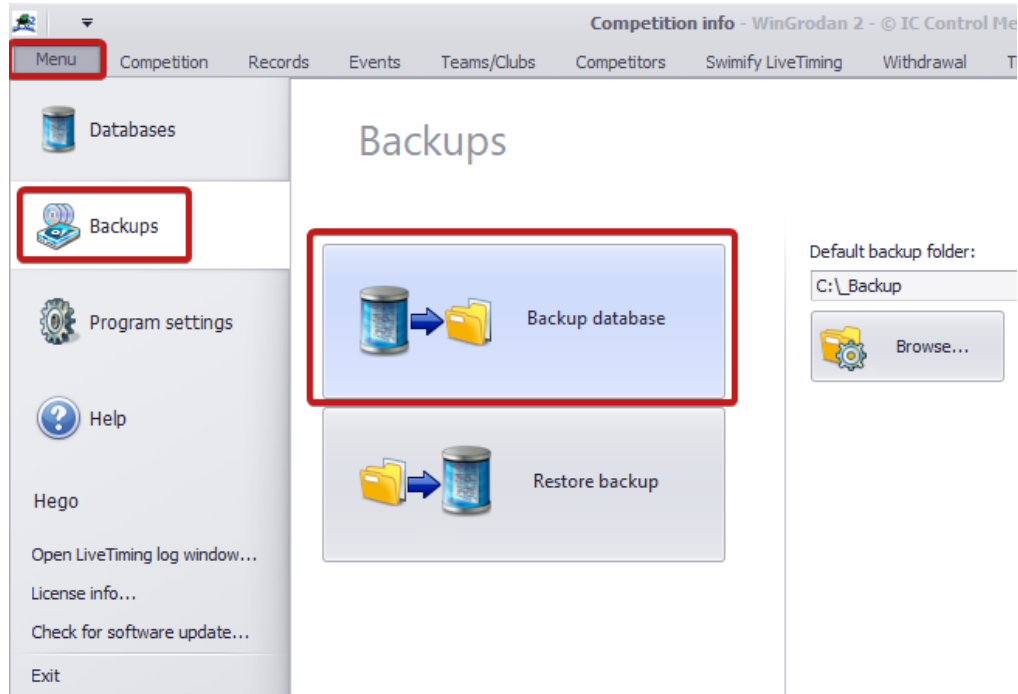 Competition info - WinGrodan 2 - © IC Control Me
Menu Competition Records Events Teams/Clubs Competitors Swimify LiveTiming Withdrawal
Databases
Backups
Backups
Default backup folder:
C:\_Backup
Backup database
Browse...
Program settings
Help
Restore backup
Hego
Open LiveTiming log window...
License info...
Check for software update...
Exit